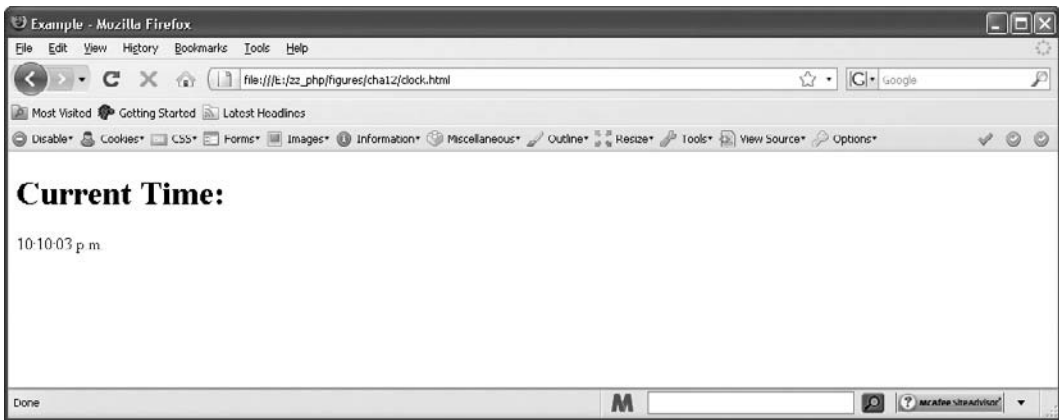 Example - Mozilla Firefox
File Edit View History Bookmarks Tools Help
file:///E:/zz_php/figures/cha12/clock.html G Google
Most Visited Getting Started Latest Headlines
Disable Cookies CSS Forms Images Information Miscellaneous Outline Resize Tools View Source Options
Current Time:
10:10:03 p.m.
Done M McAfee SiteAdvisor